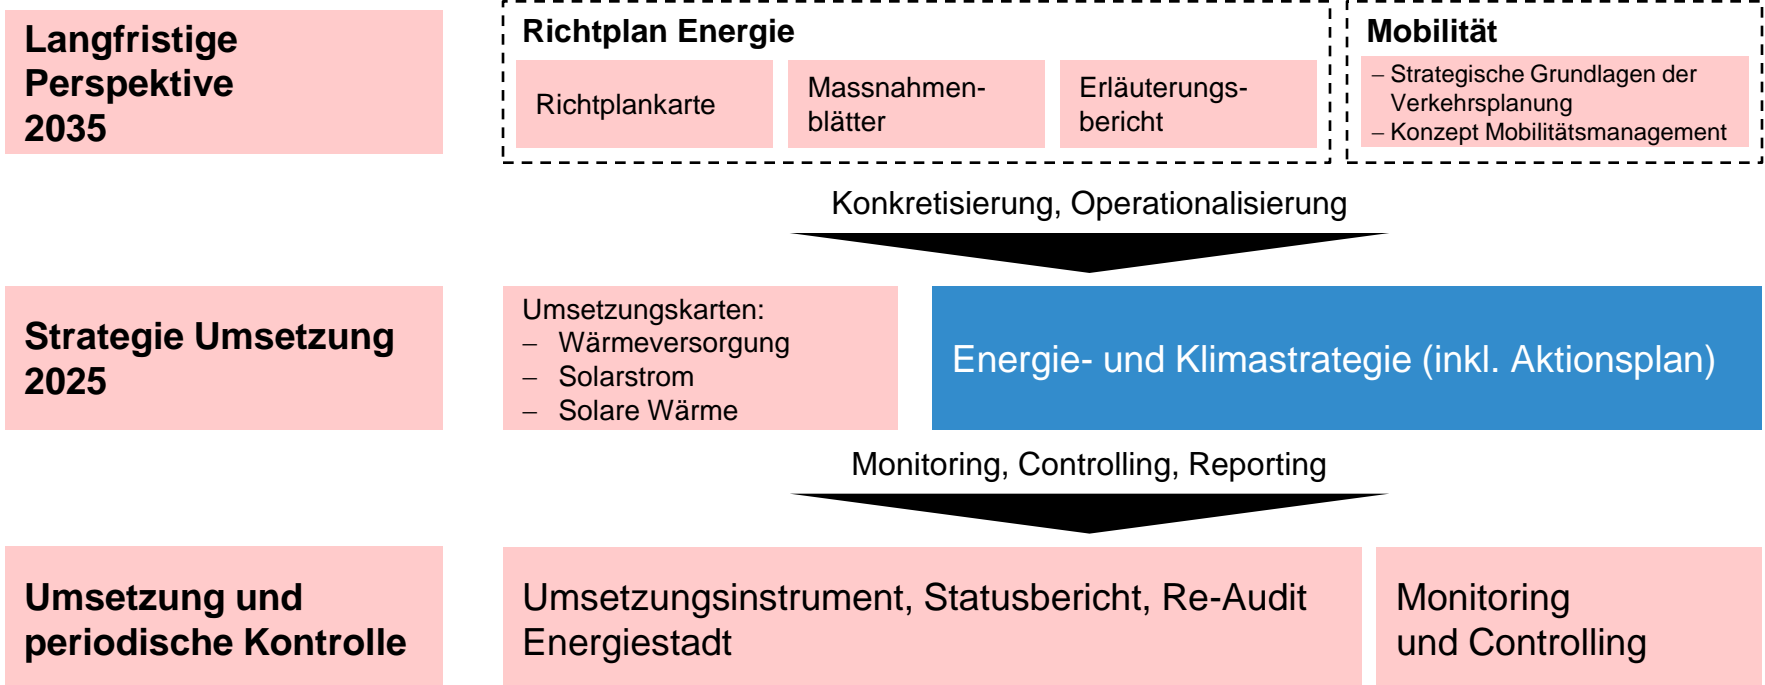 Langfristige
Perspektive
2035
Richtplan Energie
Richtplankarte
Massnahmen-
blätter
Erläuterungs-
bericht
Mobilität
– Strategische Grundlagen der
Verkehrsplanung
– Konzept Mobilitätsmanagement
Konkretisierung, Operationalisierung
Strategie Umsetzung
2025
Umsetzungskarten:
– Wärmeversorgung
– Solarstrom
– Solare Wärme
Energie- und Klimastrategie (inkl. Aktionsplan)
Monitoring, Controlling, Reporting
Umsetzung und
periodische Kontrolle
Umsetzungsinstrument, Statusbericht, Re-Audit
Energiestadt
Monitoring
und Controlling